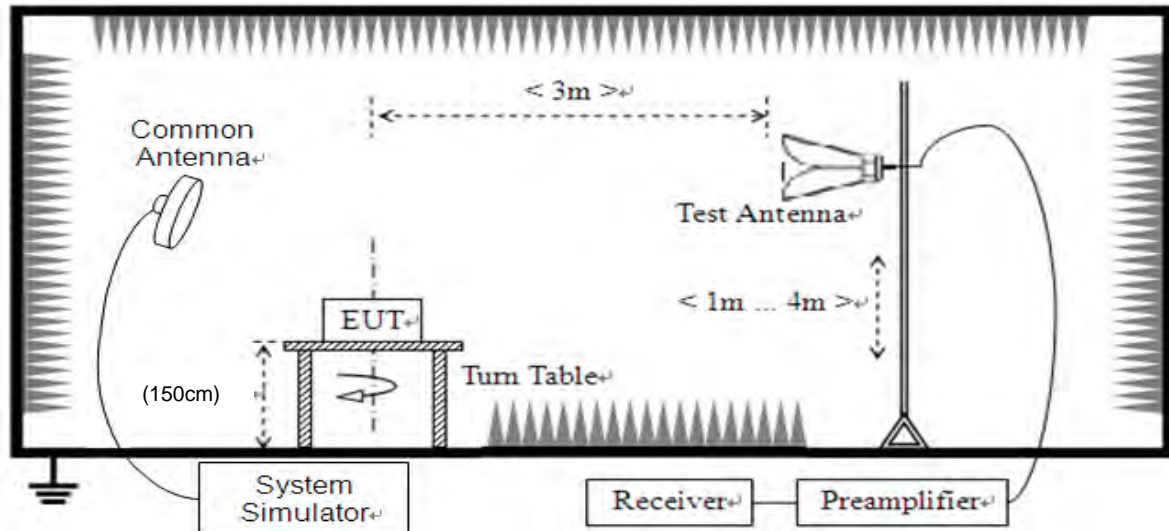 < 3m >↵
Common
Antenna↵
Test Antenna↵
< 1m ... 4m >↵
EUT↵
(150cm)
Turn Table↵
System
Simulator↵
Receiver↵
Preamplifier↵